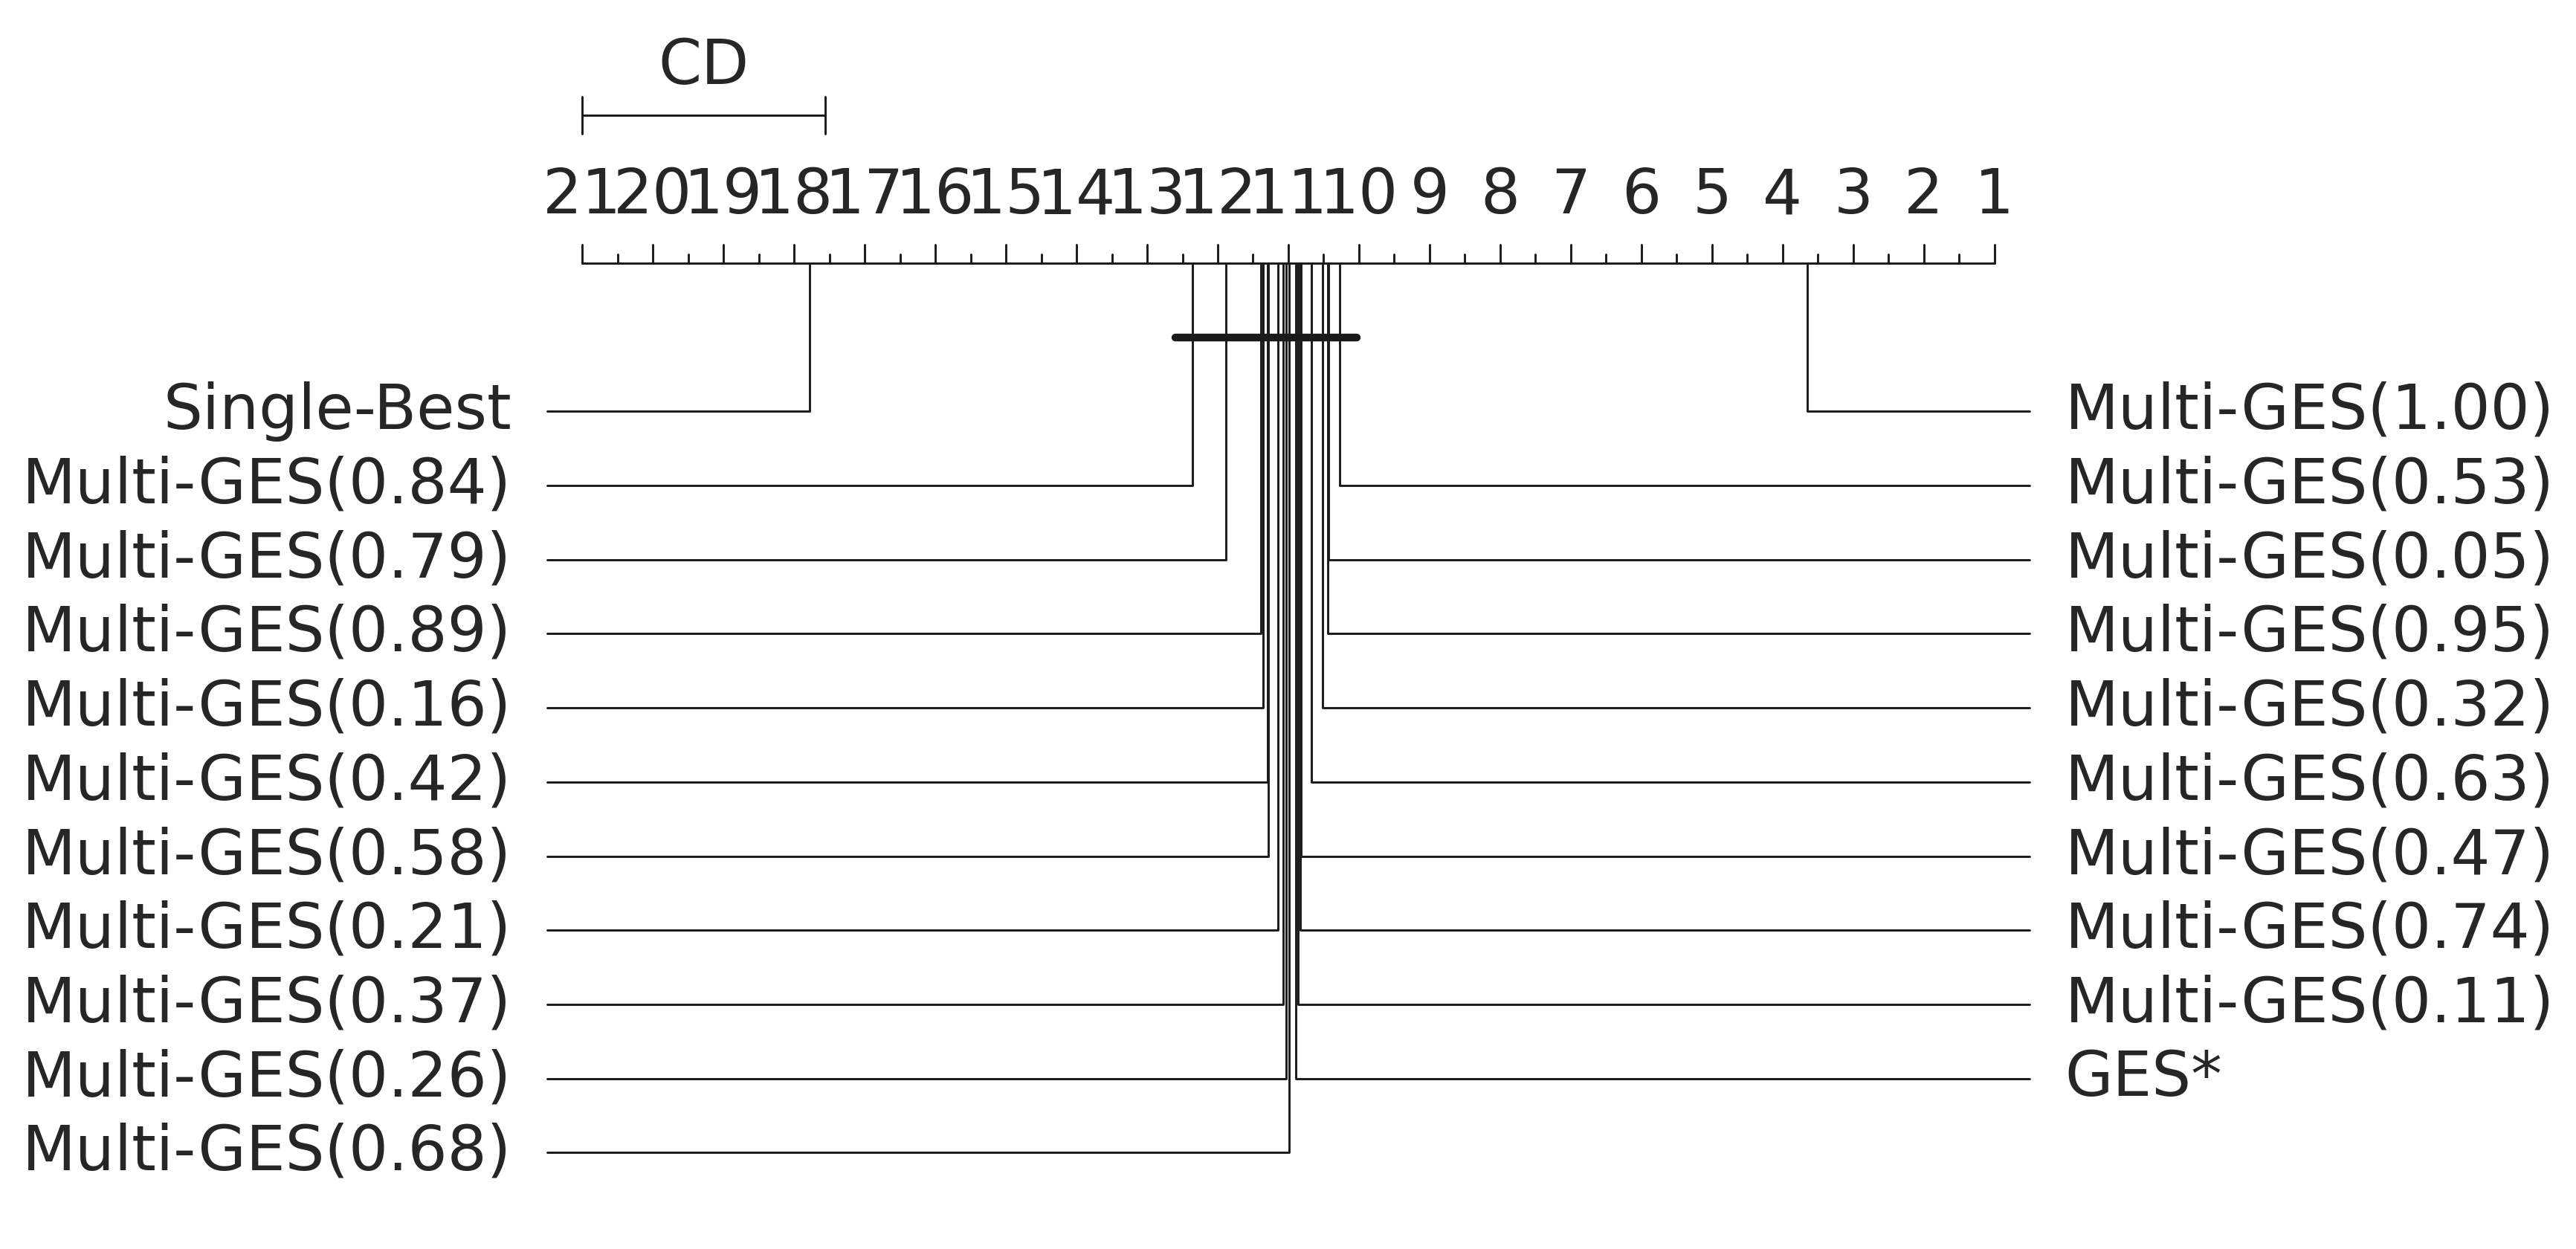 CD
21 20 19 18 17 16 15 14 13 12 11 10 9 8 7 6 5 4 3 2 1
Single-Best
Multi-GES(0.84)
Multi-GES(0.79)
Multi-GES(0.89)
Multi-GES(0.16)
Multi-GES(0.42)
Multi-GES(0.58)
Multi-GES(0.21)
Multi-GES(0.37)
Multi-GES(0.26)
Multi-GES(0.68)
Multi-GES(1.00)
Multi-GES(0.53)
Multi-GES(0.05)
Multi-GES(0.95)
Multi-GES(0.32)
Multi-GES(0.63)
Multi-GES(0.47)
Multi-GES(0.74)
Multi-GES(0.11)
GES*